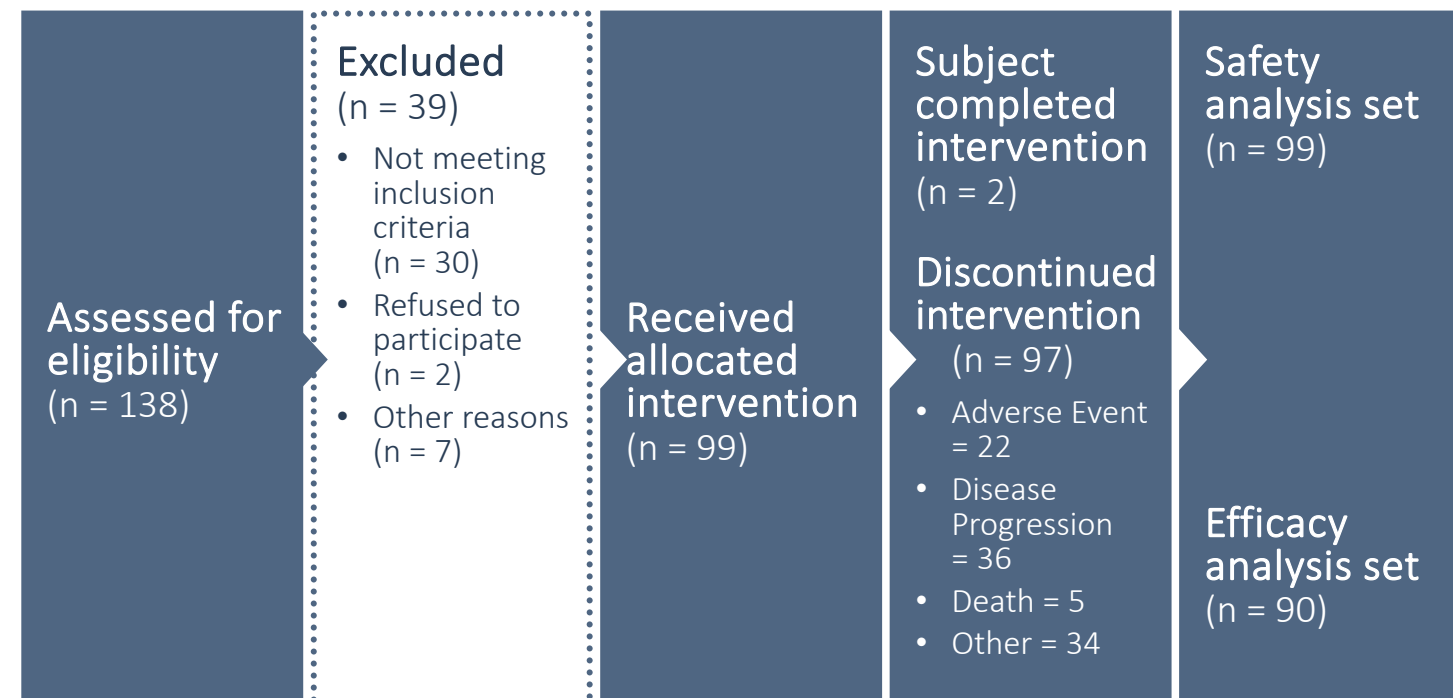 Assessed for
eligibility
(n = 138)
Excluded
(n = 39)
• Not meeting
inclusion
criteria
(n = 30)
• Refused to
participate
(n = 2)
• Other reasons
(n = 7)
Received
allocated
intervention
(n = 99)
Subject
completed
intervention
(n = 2)
Discontinued
intervention
(n = 97)
• Adverse Event
= 22
• Disease
Progression
= 36
• Death = 5
• Other = 34
Safety
analysis set
(n = 99)
Efficacy
analysis set
(n = 90)